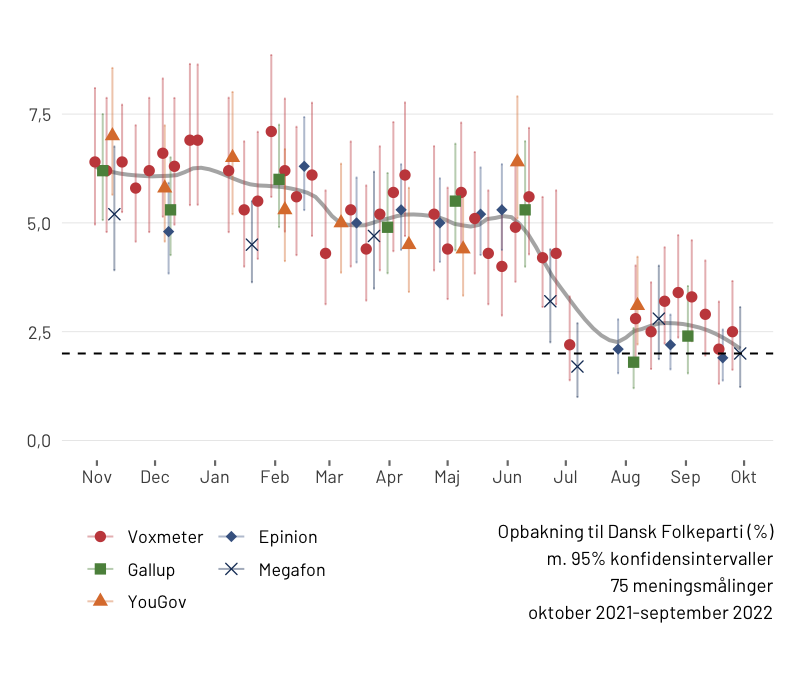 7,5
5,0
2,5
0,0
Nov Dec Jan Feb Mar Apr Maj Jun Jul Aug Sep Okt
Voxmeter Epinion
Gallup Megafon
YouGov
Opbakning til Dansk Folkeparti (%)
m. 95% konfidensintervaller
75 meningsmålinger
oktober 2021-september 2022